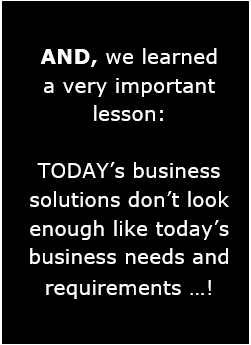 AND, we learned
a very important
lesson:
TODAY’s business
solutions don’t look
enough like today’s
business needs and
requirements …!